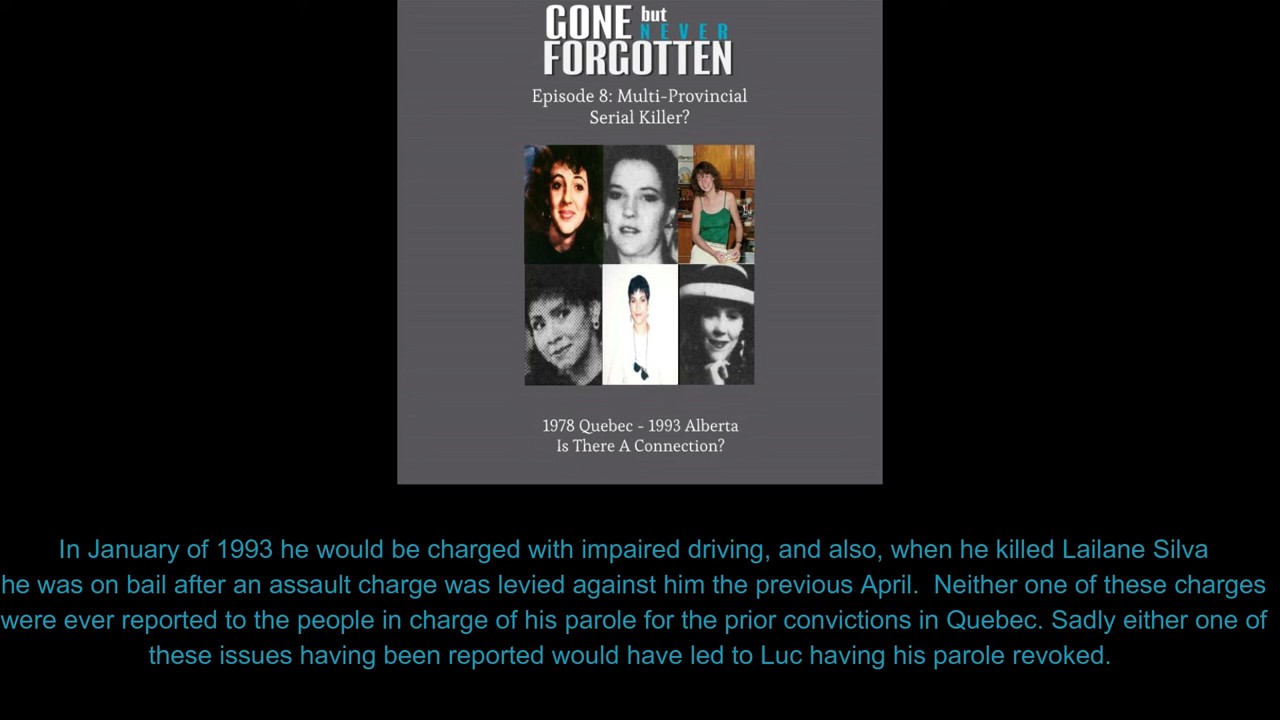 GONE but
NEVER
FORGOTTEN
Episode 8: Multi-Provincial
Serial Killer?
1978 Quebec - 1993 Alberta
Is There A Connection?
In January of 1993 he would be charged with impaired driving, and also, when he killed Lailane Silva
he was on bail after an assault charge was levied against him the previous April.  Neither one of these charges
were ever reported to the people in charge of his parole for the prior convictions in Quebec. Sadly either one of
these issues having been reported would have led to Luc having his parole revoked.